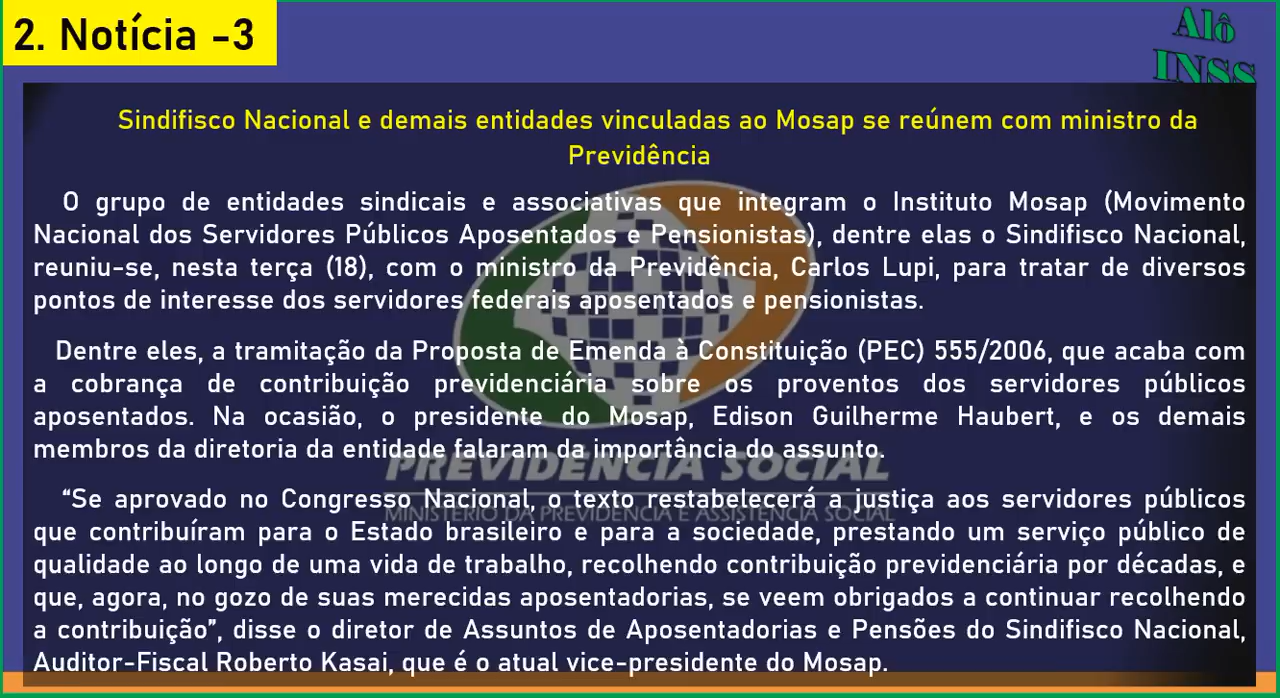 2. Notícia -3
Alô
INSS
Sindifisco Nacional e demais entidades vinculadas ao Mosap se reúnem com ministro da
Previdência
O grupo de entidades sindicais e associativas que integram o Instituto Mosap (Movimento
Nacional dos Servidores Públicos Aposentados e Pensionistas), dentre elas o Sindifisco Nacional,
reuniu-se, nesta terça (18), com o ministro da Previdência, Carlos Lupi, para tratar de diversos
pontos de interesse dos servidores federais aposentados e pensionistas.
Dentre eles, a tramitação da Proposta de Emenda à Constituição (PEC) 555/2006, que acaba com
a cobrança de contribuição previdenciária sobre os proventos dos servidores públicos
aposentados. Na ocasião, o presidente do Mosap, Edison Guilherme Haubert, e os demais
membros da diretoria da entidade falaram da importância do assunto.
PREVIDÊNCIA SOCIAL
“Se aprovado no Congresso Nacional, o texto restabelecerá a justiça aos servidores públicos
MINISTÉRIO DA PREVIDÊNCIA E ASSISTÊNCIA SOCIAL
que contribuíram para o Estado brasileiro e para a sociedade, prestando um serviço público de
qualidade ao longo de uma vida de trabalho, recolhendo contribuição previdenciária por décadas, e
que, agora, no gozo de suas merecidas aposentadorias, se veem obrigados a continuar recolhendo
a contribuição”, disse o diretor de Assuntos de Aposentadorias e Pensões do Sindifisco Nacional,
Auditor-Fiscal Roberto Kasai, que é o atual vice-presidente do Mosap.